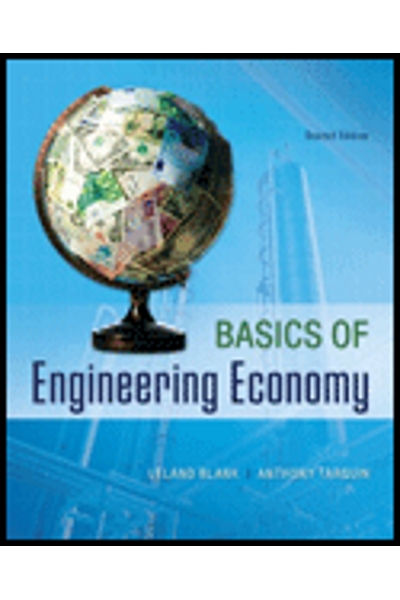 Second Edition
BASICS OF
Engineering Economy
LELAND BLANK | ANTHONY TARQUIN